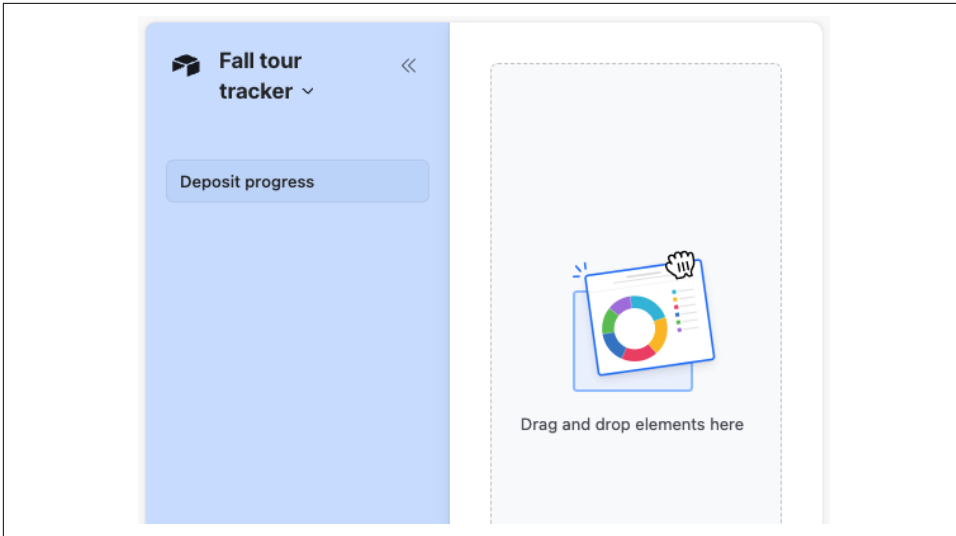 Fall tour
tracker
Deposit progress
Drag and drop elements here